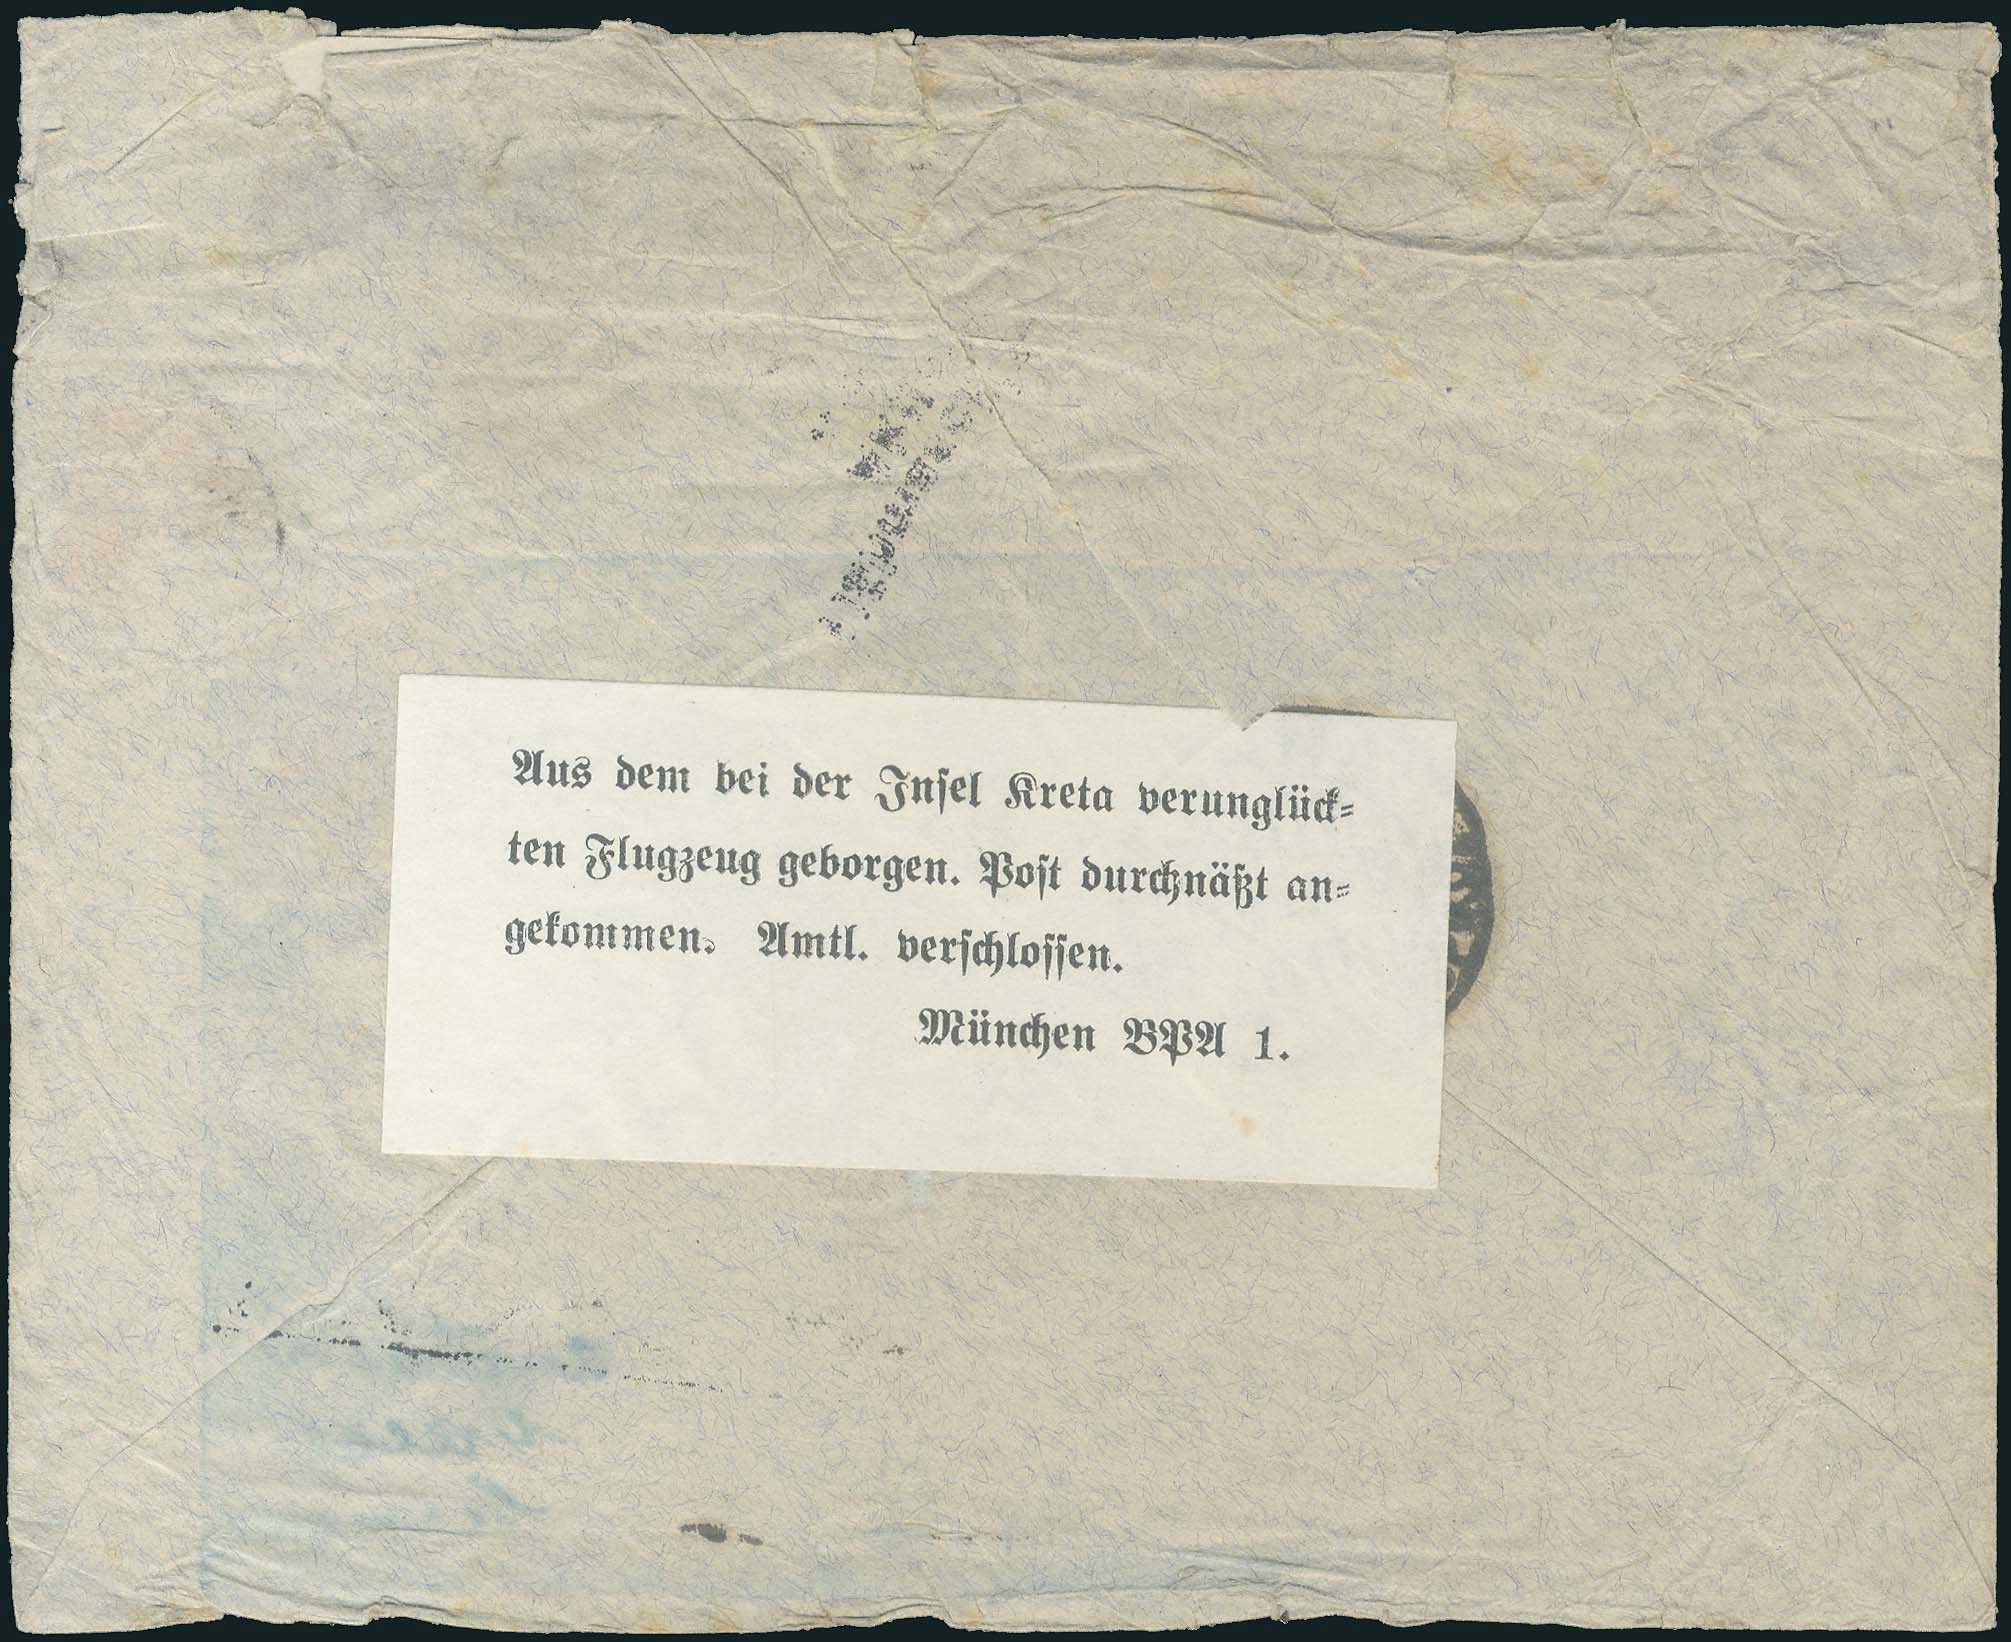 Aus dem bei der Insel Kreta verunglück-
ten Flugzeug geborgen. Post durchnäßt an-
gekommen. Amtl. verschlossen.
München BPA 1.